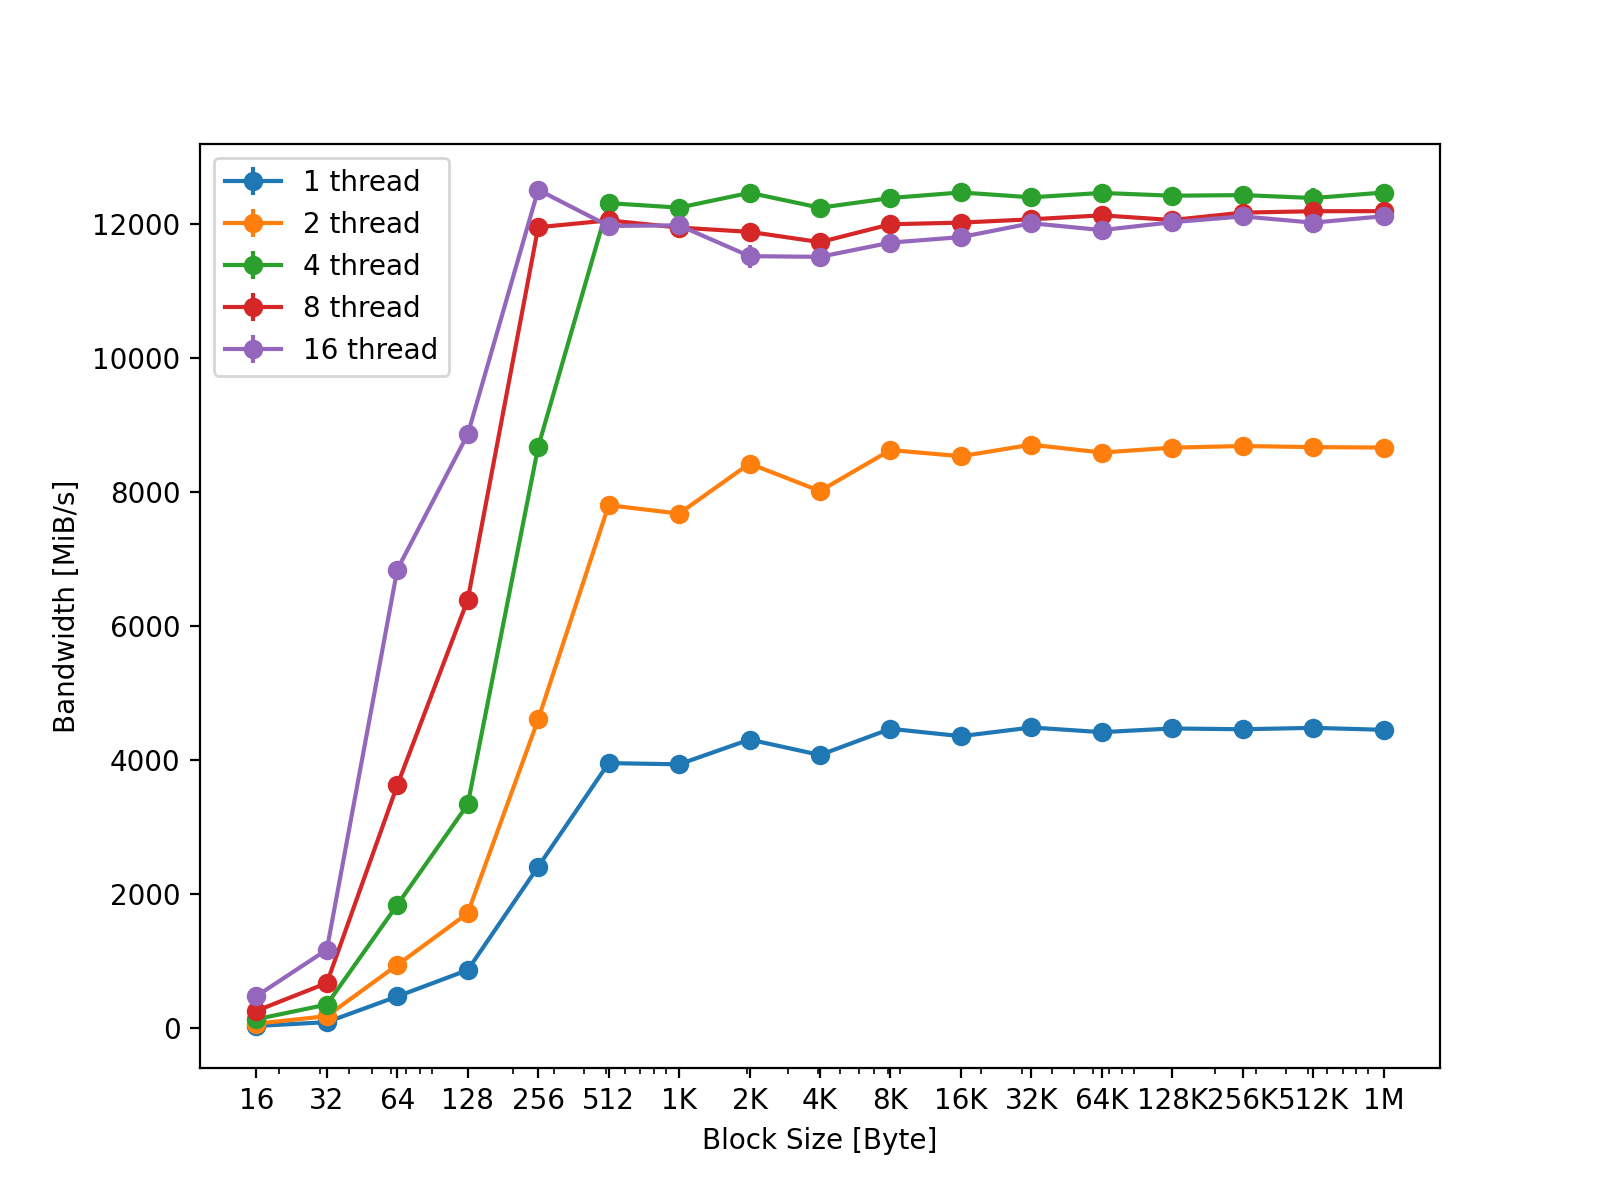 1 thread
2 thread
4 thread
8 thread
16 thread
12000
10000
8000
6000
4000
2000
0
Bandwidth [MiB/s]
16 32 64 128 256 512 1K 2K 4K 8K 16K 32K 64K 128K 256K 512K 1M
Block Size [Byte]